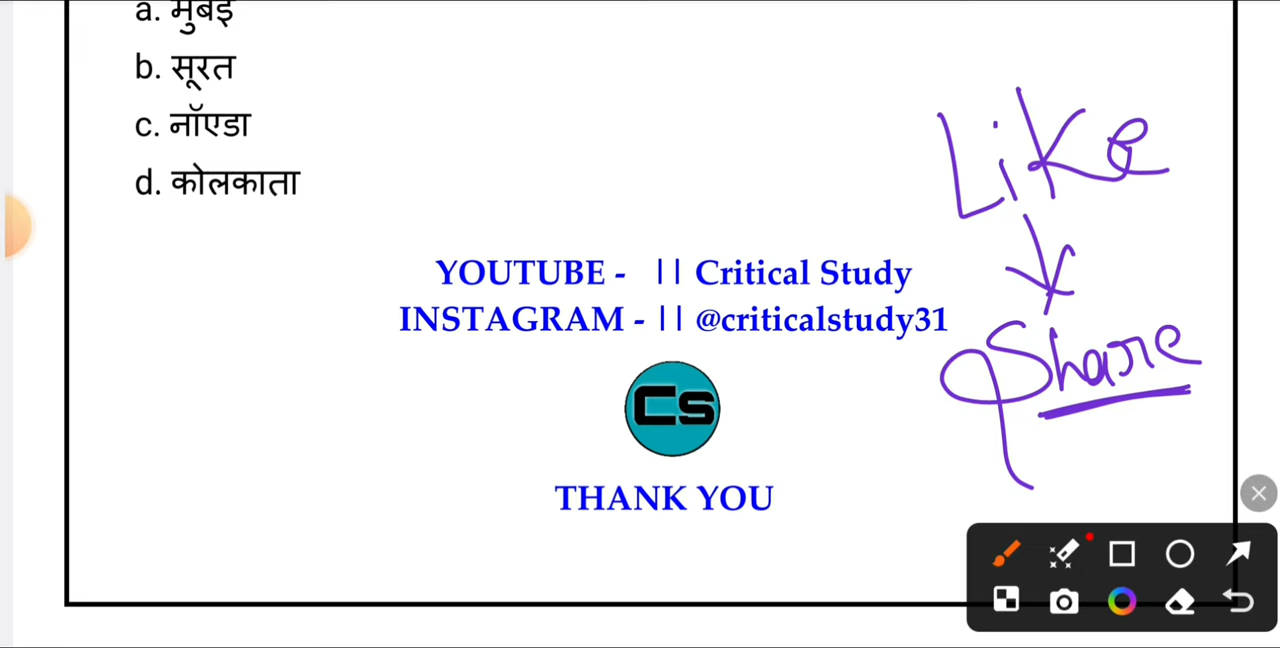 a. मुंबई
b. सूरत
c. नॉएडा
d. कोलकाता
Like
YOUTUBE - || Critical Study
INSTAGRAM - || @criticalstudy31
Share
Cs
THANK YOU